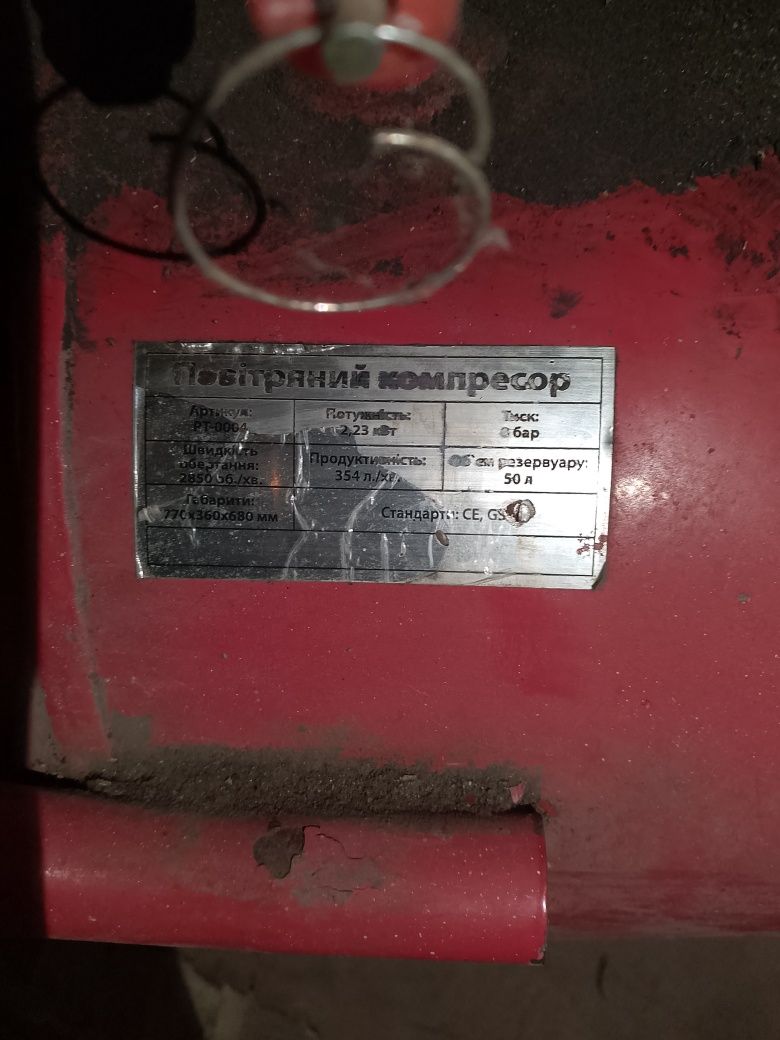 Повітряний компресор
Артикул:
PT-0004
Потужність:
2,23 кВт
Тиск:
8 бар
Швидкість
обертання:
2850 об./хв.
Продуктивність:
354 л./хв.
Об'єм резервуару:
50 л
Габарити:
770х360х680 мм
Стандарти: CE, GS